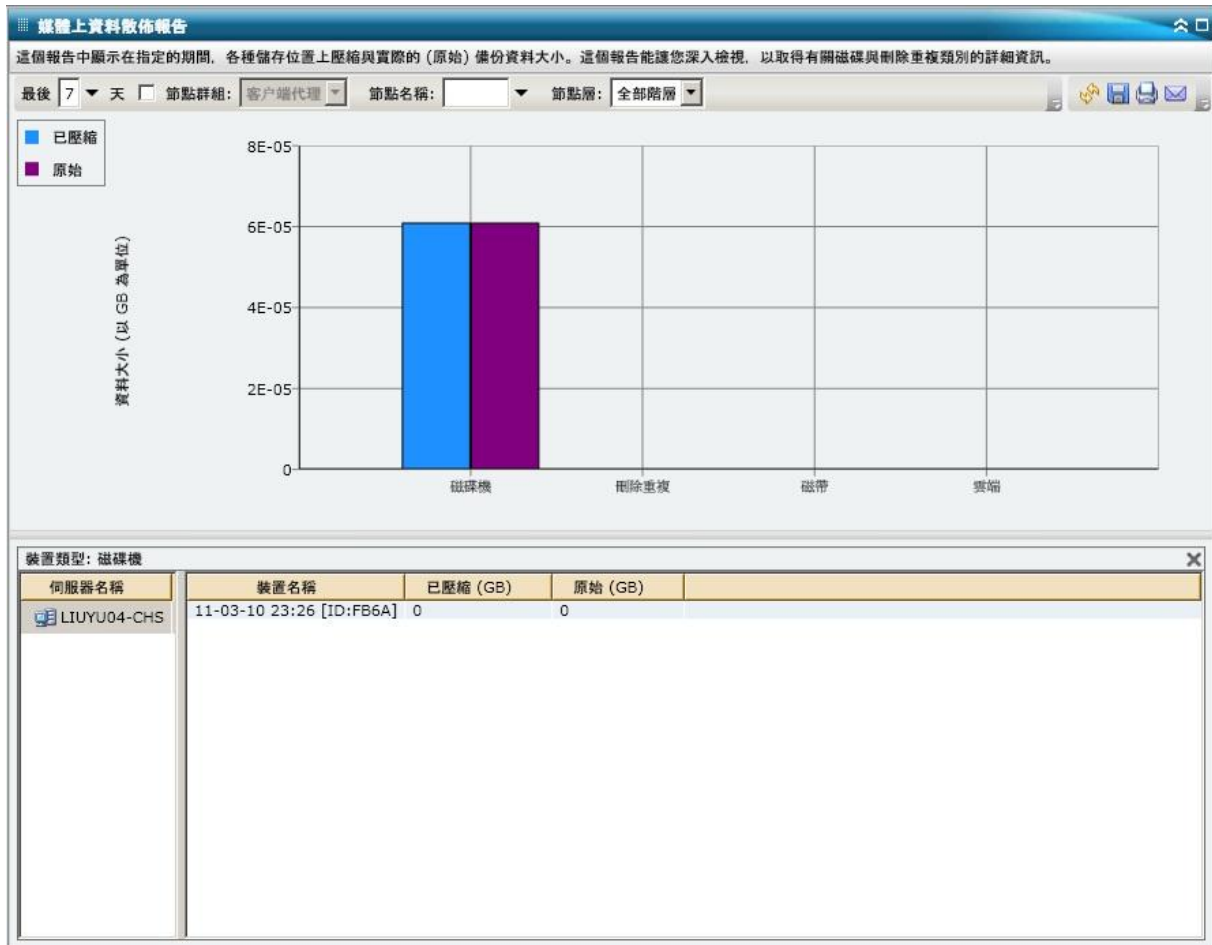 媒體上資料散佈報告
這個報告中顯示在指定的期間, 各種儲存位置上壓縮與實際的 (原始) 備份資料大小。這個報告能讓您深入檢視, 以取得有關磁碟與刪除重複類別的詳細資訊。
最後 7 天 節點群組: 客户端代理 節點名稱: 節點層: 全部階層
已壓縮
原始
資料大小 (以 GB 為單位)
8E-05
6E-05
4E-05
2E-05
0
磁碟機 刪除重複 磁帶 雲端
裝置類型: 磁碟機
伺服器名稱 裝置名稱 已壓縮 (GB) 原始 (GB)
LIUYU04-CHS 11-03-10 23:26 [ID:FB6A] 0 0